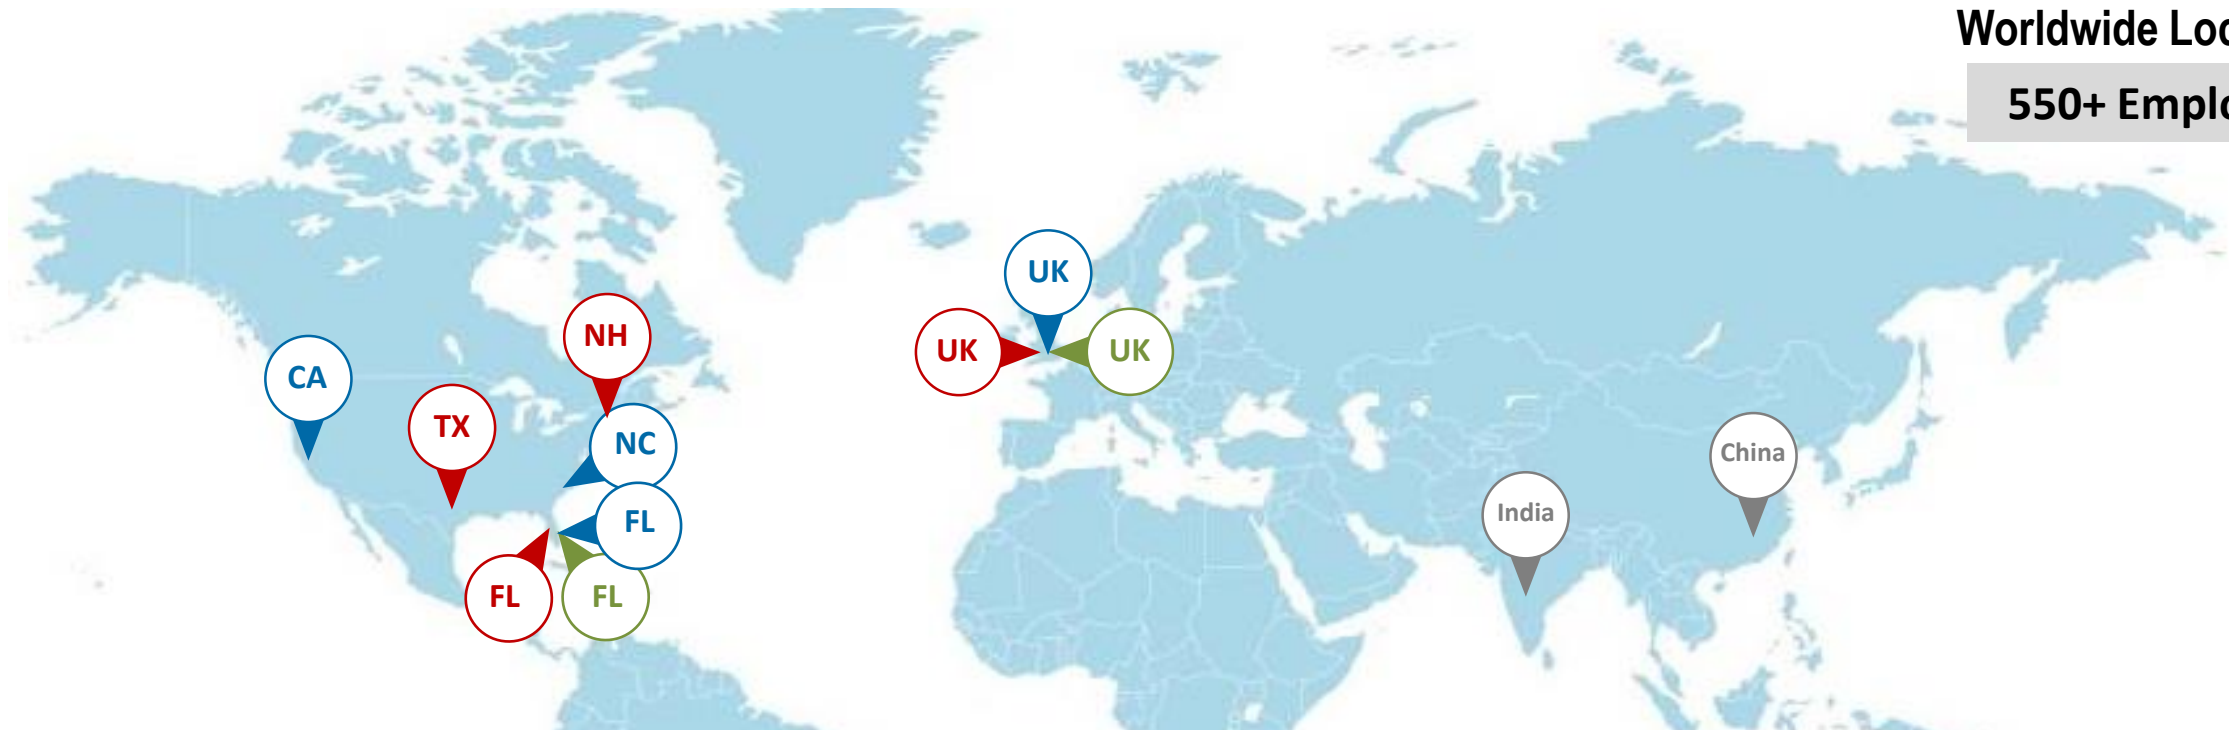 Worldwide Loc
550+ Emplo
UK
NH
UK
UK
CA
TX
NC
China
India
FL
FL
FL